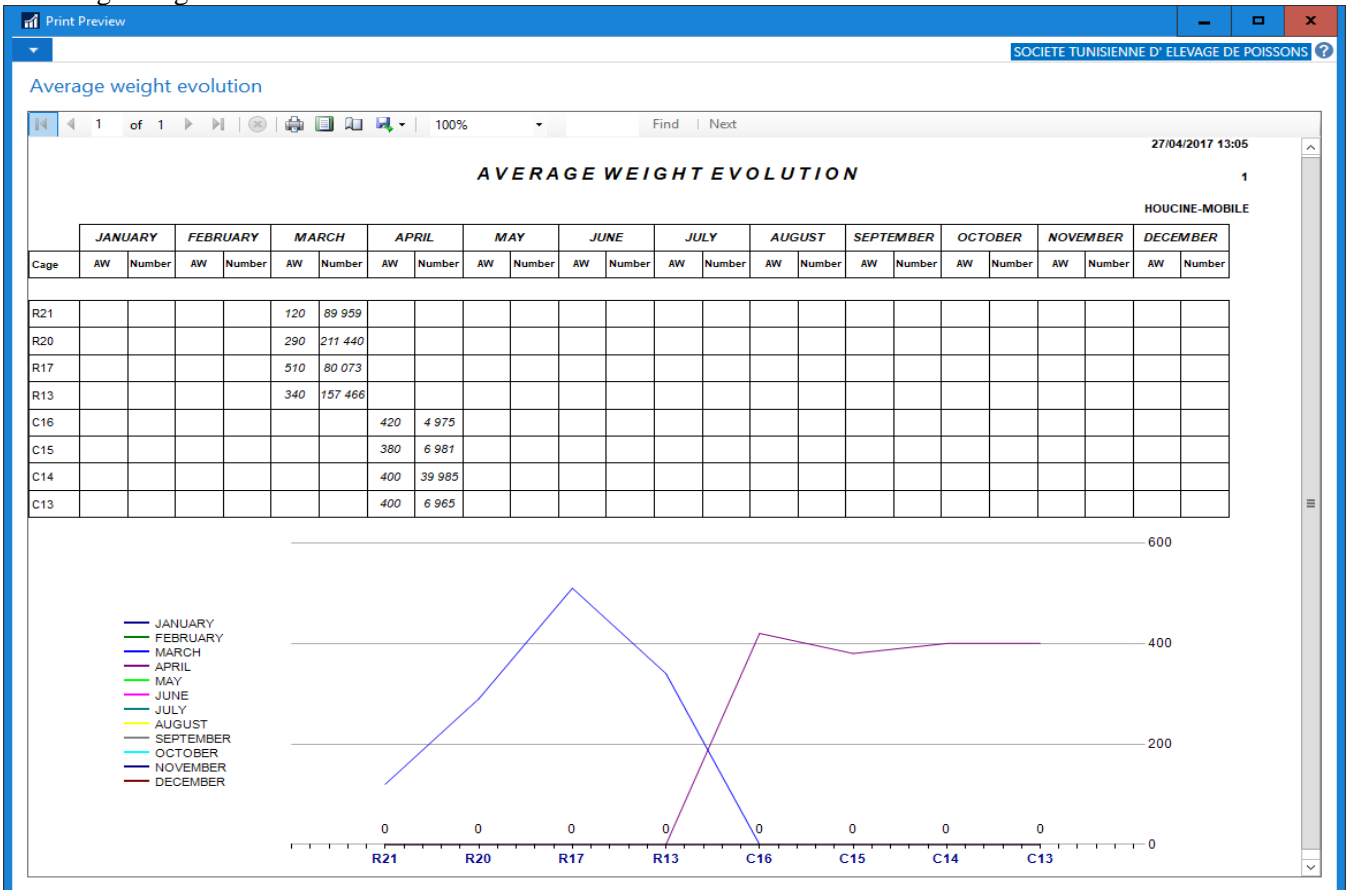 Print Preview
SOCIETE TUNISIENNE D' ELEVAGE DE POISSONS
Average weight evolution
1 of 1 100% Find | Next
27/04/2017 13:05
AVERAGE WEIGHT EVOLUTION
1
HOUCINE-MOBILE
JANUARY FEBRUARY MARCH APRIL MAY JUNE JULY AUGUST SEPTEMBER OCTOBER NOVEMBER DECEMBER
Cage AW Number AW Number AW Number AW Number AW Number AW Number AW Number AW Number AW Number AW Number AW Number AW Number
R21 120 89 959
R20 290 211 440
R17 510 80 073
R13 340 157 466
C16 420 4 975
C15 380 6 981
C14 400 39 985
C13 400 6 965
600
400
200
0
JANUARY
FEBRUARY
MARCH
APRIL
MAY
JUNE
JULY
AUGUST
SEPTEMBER
OCTOBER
NOVEMBER
DECEMBER
0 0 0 0 0 0 0 0
R21 R20 R17 R13 C16 C15 C14 C13